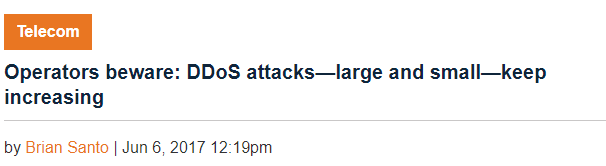 Telecom
Operators beware: DDoS attacks—large and small—keep
increasing
by Brian Santo | Jun 6, 2017 12:19pm